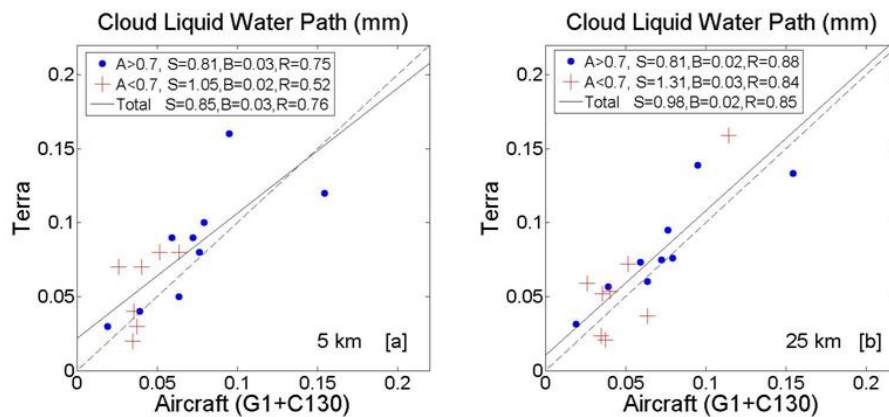 Cloud Liquid Water Path (mm)
A>0.7, S=0.81,B=0.03,R=0.75
A<0.7, S=1.05,B=0.02,R=0.52
Total S=0.85,B=0.03,R=0.76
0.2
0.15
0.1
0.05
0
Terra
5 km [a]
0 0.05 0.1 0.15 0.2
Aircraft (G1+C130)
Cloud Liquid Water Path (mm)
A>0.7, S=0.81,B=0.02,R=0.88
A<0.7, S=1.31,B=0.03,R=0.84
Total S=0.98,B=0.02,R=0.85
0.2
0.15
0.1
0.05
0
Terra
25 km [b]
0 0.05 0.1 0.15 0.2
Aircraft (G1+C130)